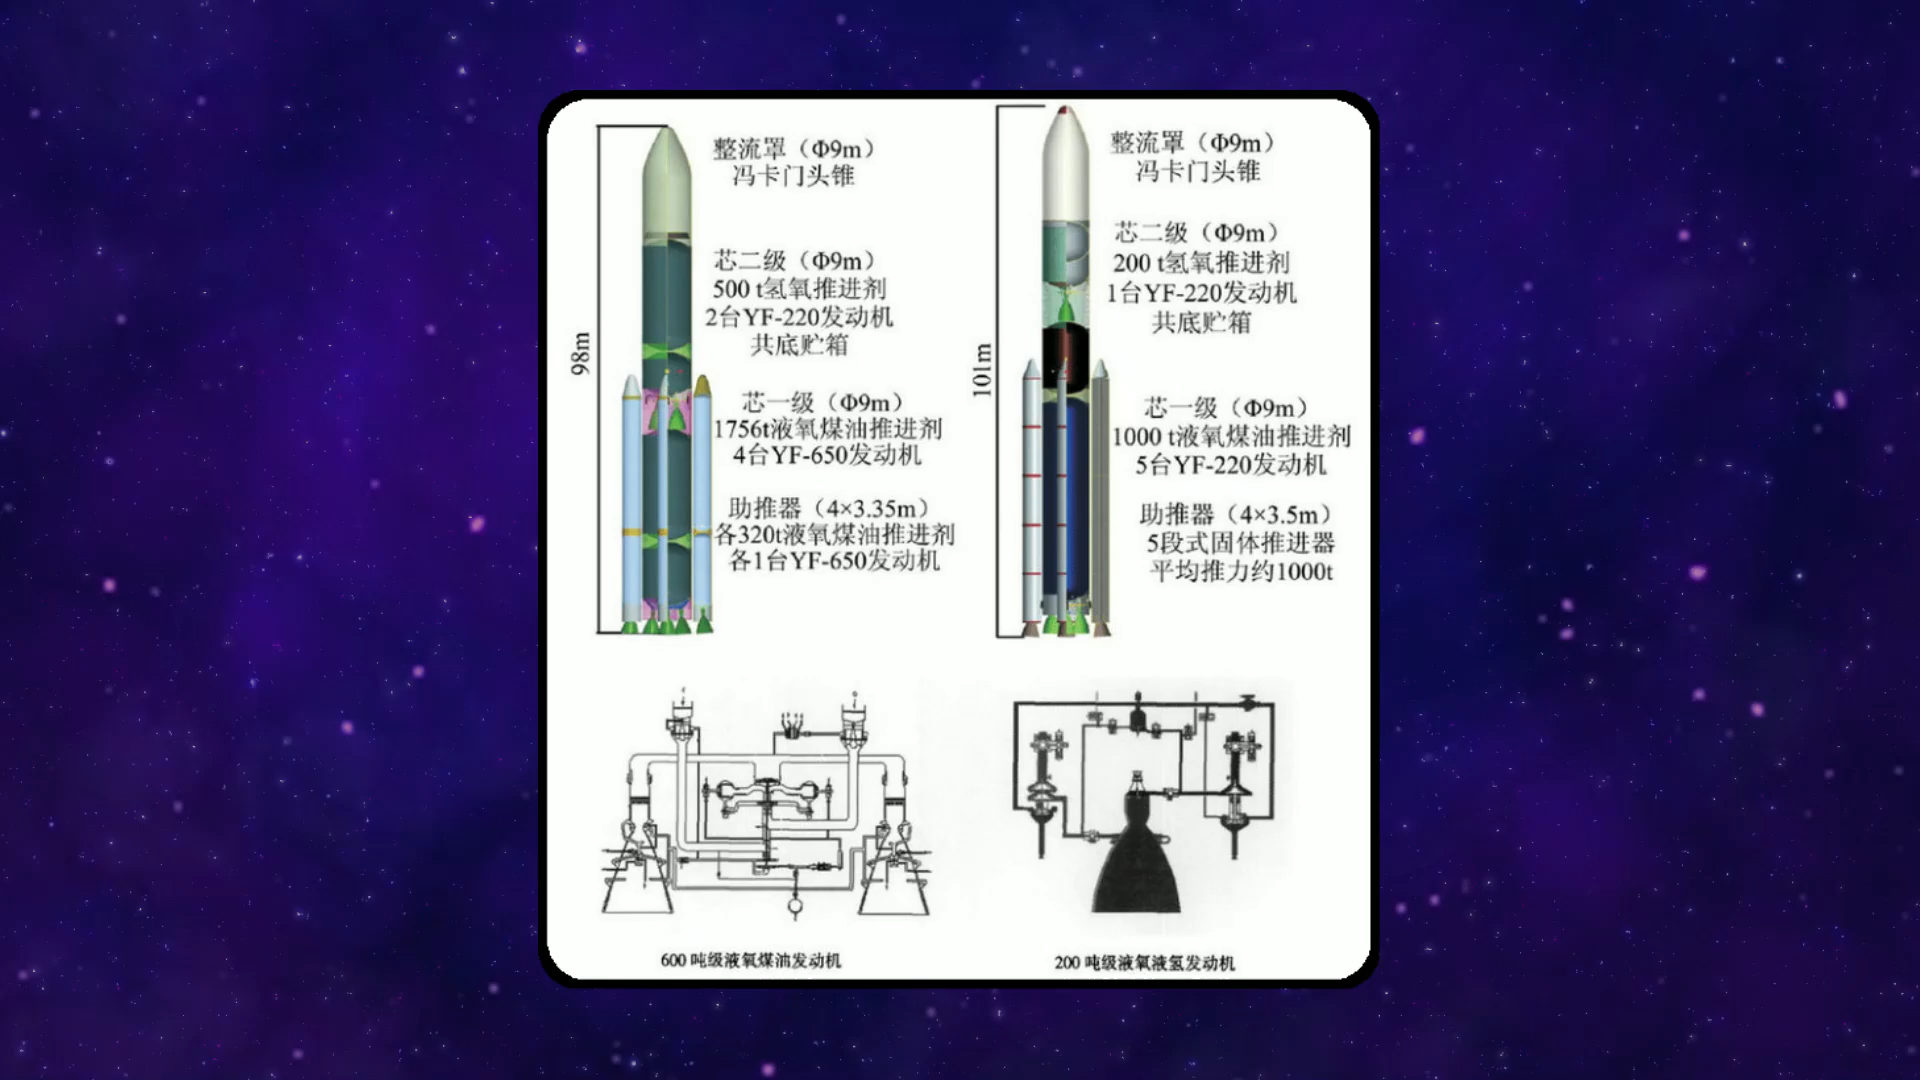 98m
整流罩（Φ9m）
冯卡门头锥
芯二级（Φ9m）
500 t氢氧推进剂
2台YF-220发动机
共底贮箱
芯一级（Φ9m）
1756t液氧煤油推进剂
4台YF-650发动机
助推器（4×3.35m）
各320t液氧煤油推进剂
各1台YF-650发动机
101m
整流罩（Φ9m）
冯卡门头锥
芯二级（Φ9m）
200 t氢氧推进剂
1台YF-220发动机
共底贮箱
芯一级（Φ9m）
1000 t液氧煤油推进剂
5台YF-220发动机
助推器（4×3.5m）
5段式固体推进器
平均推力约1000t
600 吨级液氧煤油发动机
200 吨级液氧液氢发动机